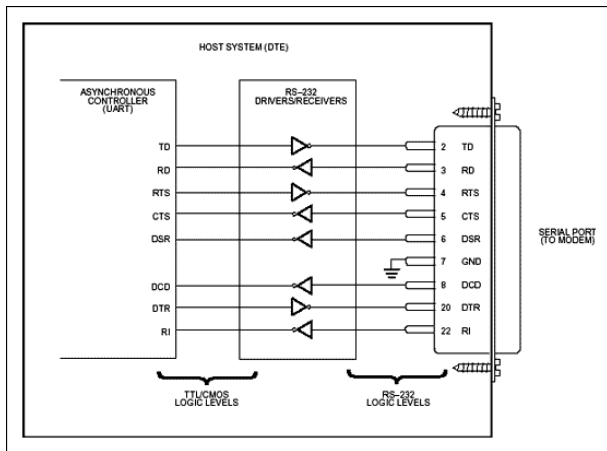 HOST SYSTEM (DTE)
ASYNCHRONOUS
CONTROLLER
(UART)
RS–232
DRIVERS/RECEIVERS
TD
RD
RTS
CTS
DSR
DCD
DTR
RI
2 TD
3 RD
4 RTS
5 CTS
6 DSR
7 GND
8 DCD
20 DTR
22 RI
SERIAL PORT
(TO MODEM)
TTL/CMOS
LOGIC LEVELS
RS–232
LOGIC LEVELS